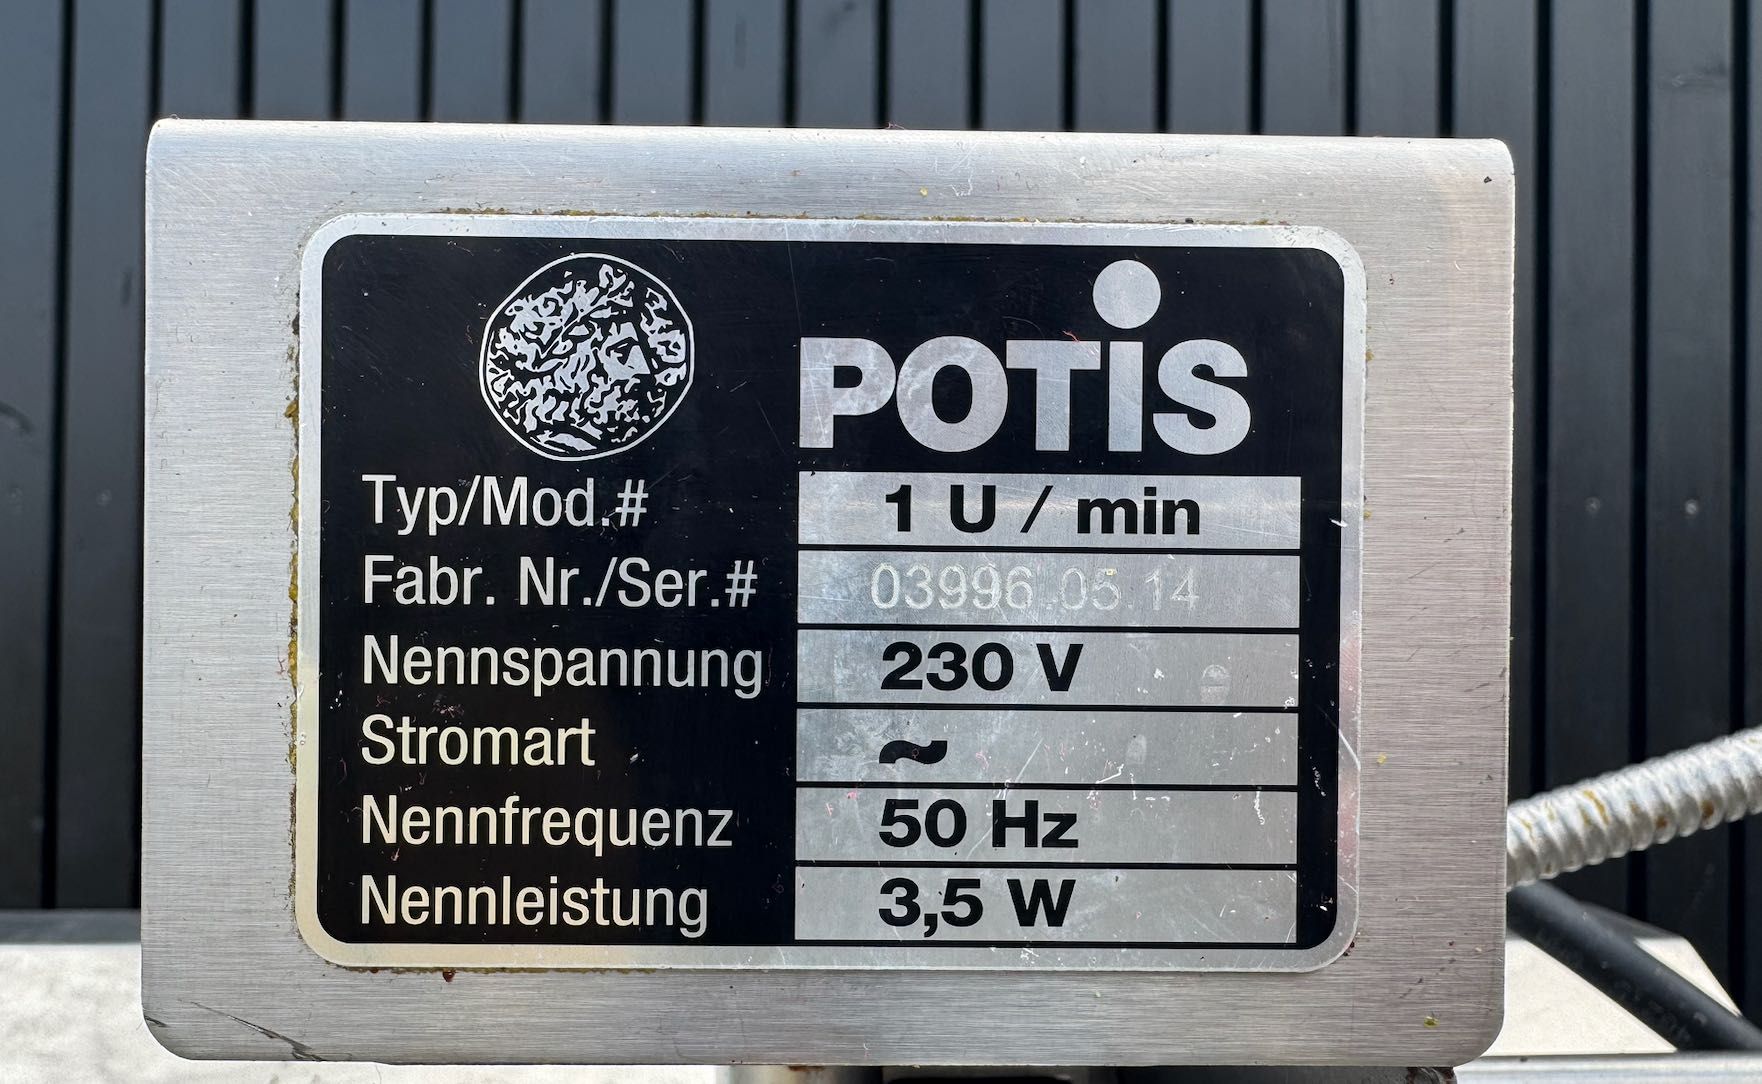 POTiS
Typ/Mod.# 1 U / min
Fabr. Nr./Ser.# 03996.05.14
Nennspannung 230 V
Stromart ~
Nennfrequenz 50 Hz
Nennleistung 3,5 W